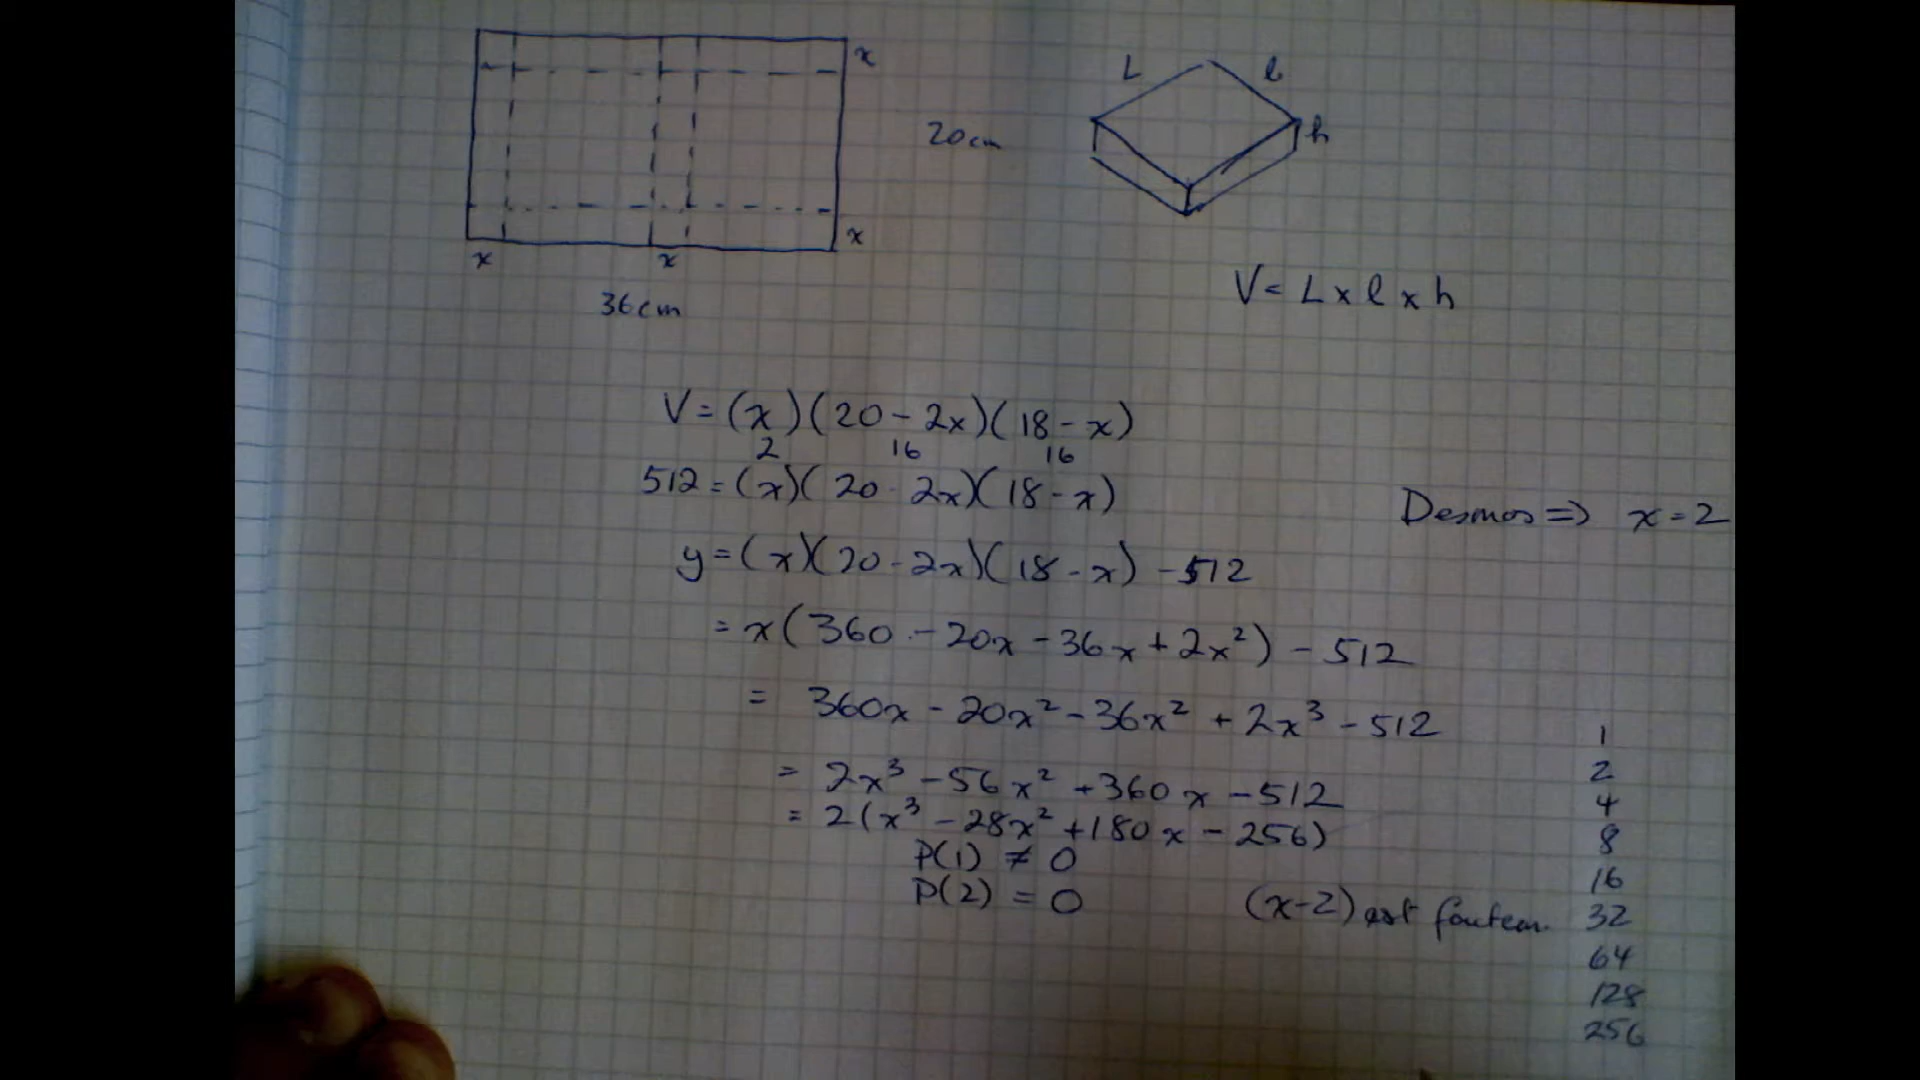 x
20cm
x
x x
36cm
L l
h
V = L x l x h
V = (x)(20 - 2x)(18 - x)
2 16 16
512 = (x)(20 - 2x)(18 - x)
Desmos => x = 2
y = (x)(20 - 2x)(18 - x) - 512
= x(360 - 20x - 36x + 2x²) - 512
= 360x - 20x² - 36x² + 2x³ - 512
= 2x³ - 56x² + 360x - 512
= 2(x³ - 28x² + 180x - 256)
P(1) ≠ 0
P(2) = 0
(x-2) est facteur.
1
2
4
8
16
32
64
128
256